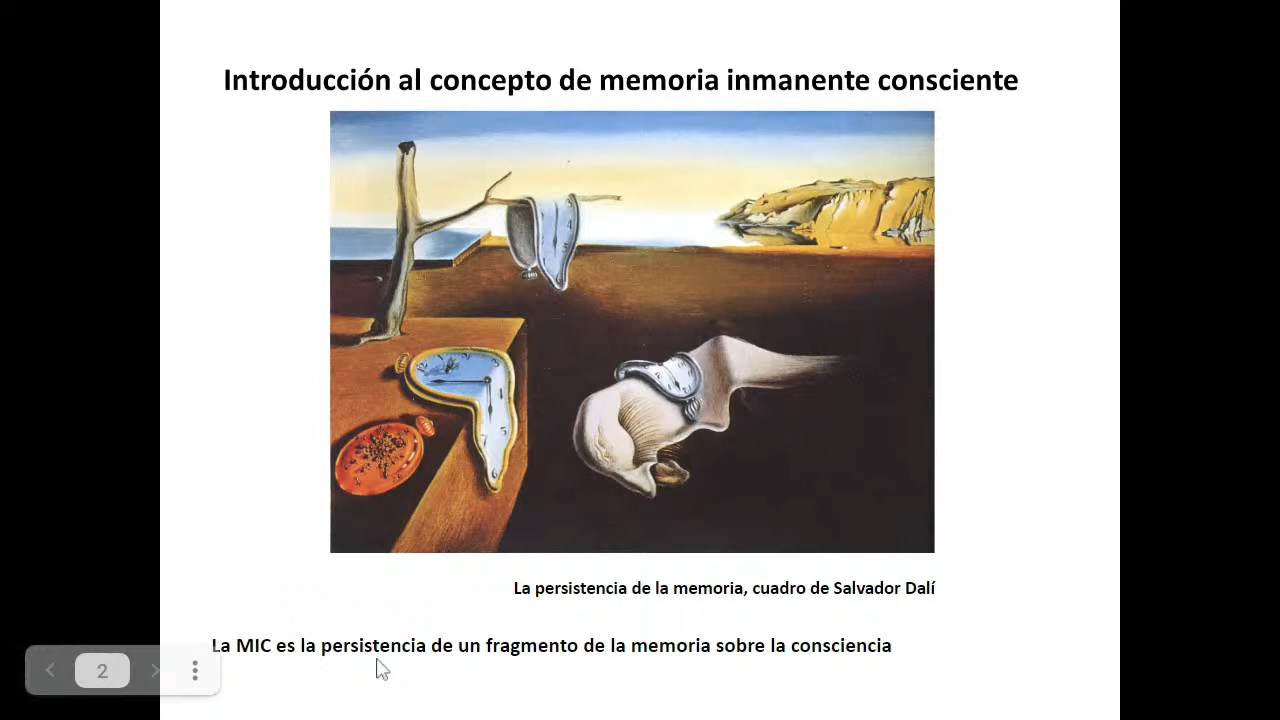 Introducción al concepto de memoria inmanente consciente
La persistencia de la memoria, cuadro de Salvador Dalí
La MIC es la persistencia de un fragmento de la memoria sobre la consciencia
2